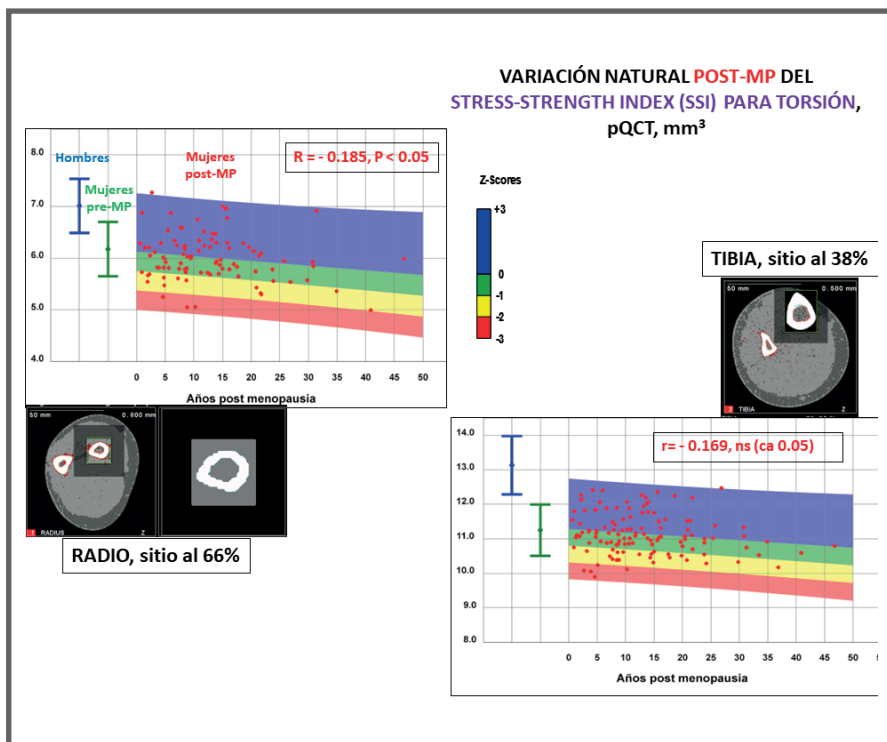 VARIACIÓN NATURAL POST-MP DEL
STRESS-STRENGTH INDEX (SSI) PARA TORSIÓN,
pQCT, mm³
8.0
7.0
6.0
5.0
4.0
Hombres
Mujeres
pre-MP
Mujeres
post-MP
R = - 0.185, P < 0.05
0 5 10 15 20 25 30 35 40 45 50
Años post menopausia
Z-Scores
+3
0
-1
-2
-3
TIBIA, sitio al 38%
50 mm 0.500 mm
3 TIBIA Z
50 mm 0.600 mm
1 RADIUS Z
RADIO, sitio al 66%
14.0
13.0
12.0
11.0
10.0
9.0
8.0
r= - 0.169, ns (ca 0.05)
0 5 10 15 20 25 30 35 40 45 50
Años post menopausia